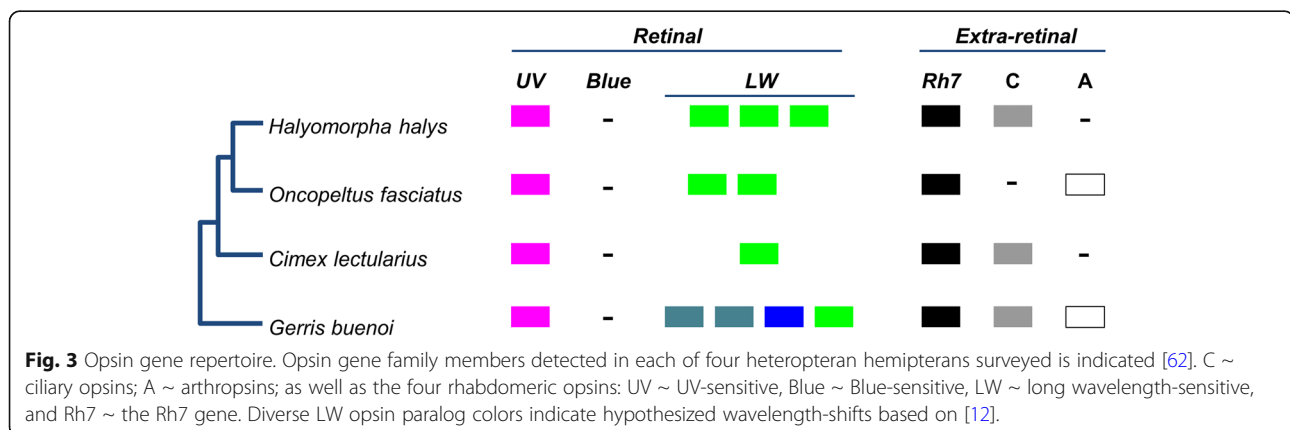 Retinal Extra-retinal
UV Blue LW Rh7 C A
Halyomorpha halys - -
Oncopeltus fasciatus - -
Cimex lectularius - -
Gerris buenoi -
Fig. 3 Opsin gene repertoire. Opsin gene family members detected in each of four heteropteran hemipterans surveyed is indicated [62]. C ~
ciliary opsins; A ~ arthropsins; as well as the four rhabdomeric opsins: UV ~ UV-sensitive, Blue ~ Blue-sensitive, LW ~ long wavelength-sensitive,
and Rh7 ~ the Rh7 gene. Diverse LW opsin paralog colors indicate hypothesized wavelength-shifts based on [12].